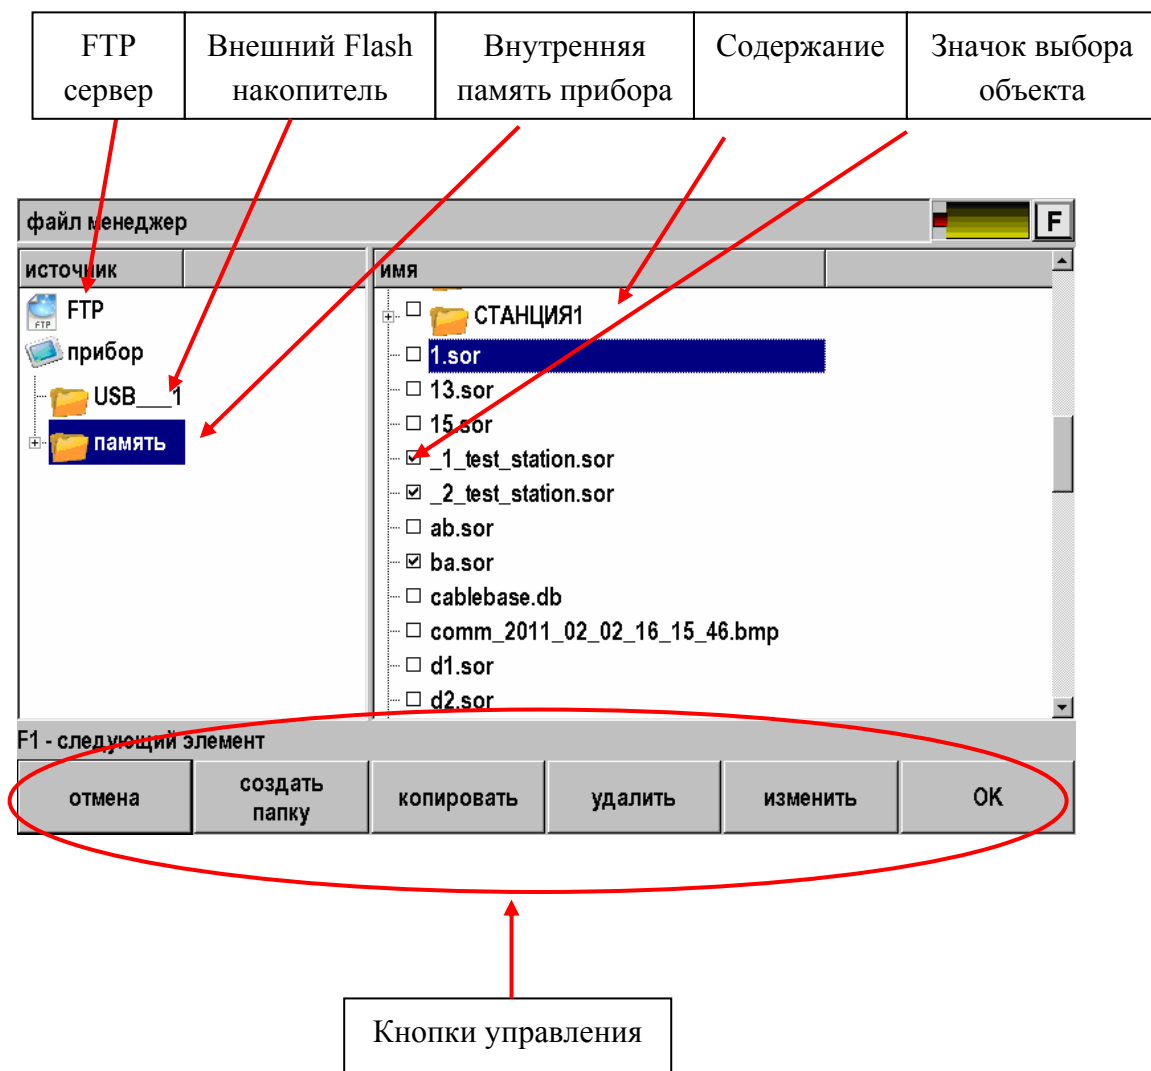 FTP
сервер
Внешний Flash
накопитель
Внутренняя
память прибора
Содержание
Значок выбора
объекта
файл менеджер
F
источник
имя
FTP
FTP
прибор
USB___1
память
СТАНЦИЯ1
1.sor
13.sor
15.sor
_1_test_station.sor
_2_test_station.sor
ab.sor
ba.sor
cablebase.db
comm_2011_02_02_16_15_46.bmp
d1.sor
d2.sor
F1 - следующий элемент
отмена
создать
папку
копировать
удалить
изменить
OK
Кнопки управления